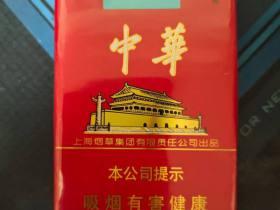 中華
上海烟草集团有限责任公司出品
本公司提示
吸烟有害健康